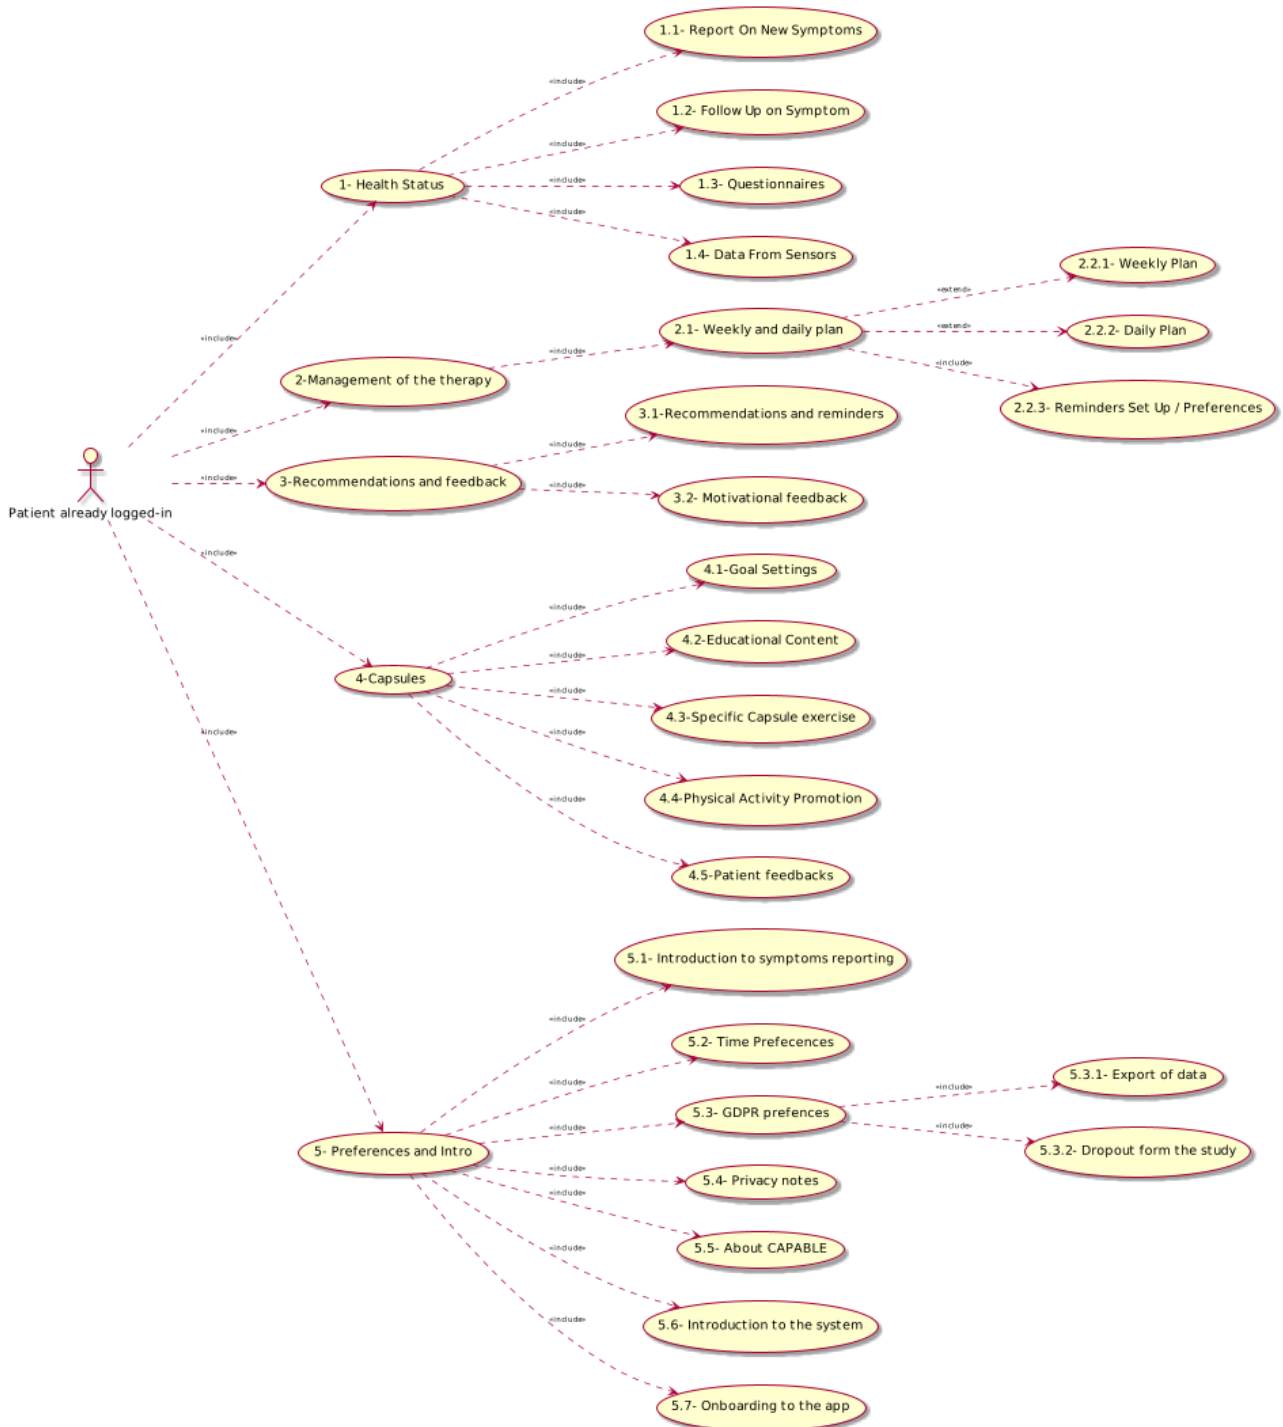 1.1- Report On New Symptoms
«include»
1.2- Follow Up on Symptom
«include»
1- Health Status
«include»
1.3- Questionnaires
«include»
1.4- Data From Sensors
2.2.1- Weekly Plan
«extend»
2.1- Weekly and daily plan
«extend»
2.2.2- Daily Plan
«include»
«include»
«include»
2-Management of the therapy
2.2.3- Reminders Set Up / Preferences
3.1-Recommendations and reminders
«include»
«include»
«include»
3-Recommendations and feedback
«include»
3.2- Motivational feedback
Patient already logged-in
«include»
4.1-Goal Settings
«include»
4.2-Educational Content
«include»
4-Capsules
«include»
4.3-Specific Capsule exercise
«include»
«include»
4.4-Physical Activity Promotion
«include»
4.5-Patient feedbacks
5.1- Introduction to symptoms reporting
«include»
5.2- Time Prefecences
«include»
5.3.1- Export of data
«include»
5.3- GDPR prefences
«include»
«include»
5.3.2- Dropout form the study
5- Preferences and Intro
«include»
5.4- Privacy notes
«include»
5.5- About CAPABLE
«include»
5.6- Introduction to the system
«include»
5.7- Onboarding to the app